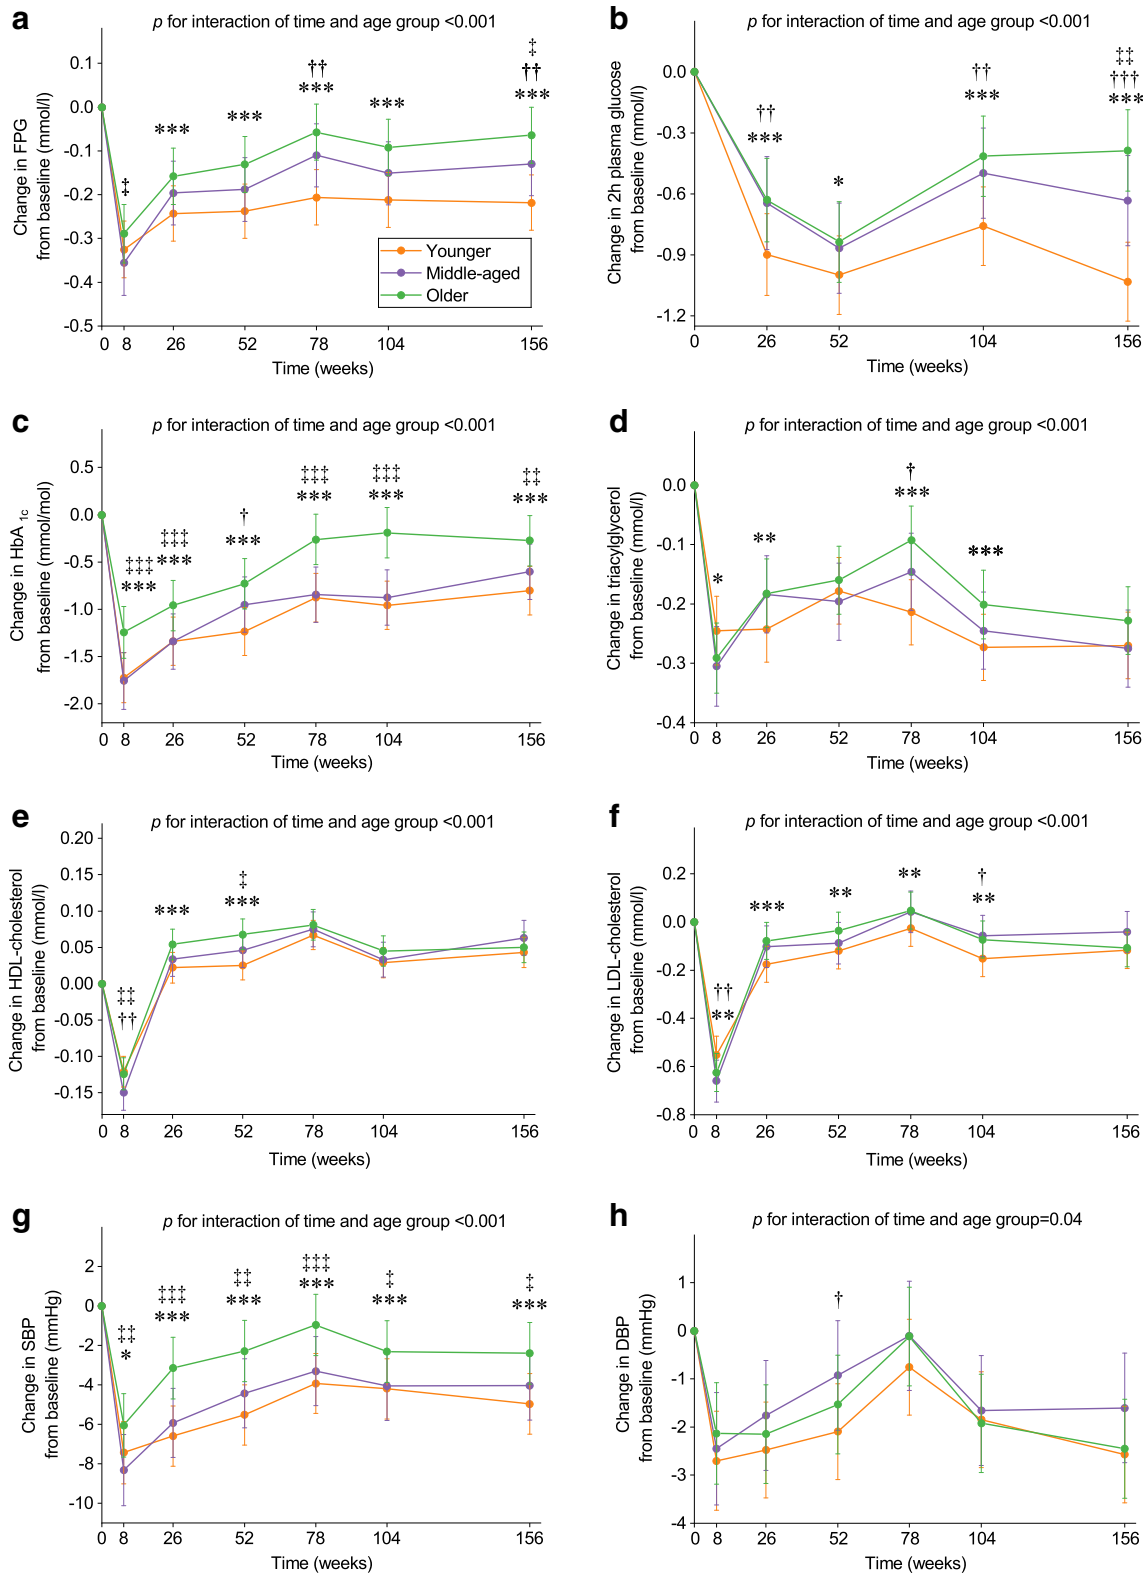 a
p for interaction of time and age group <0.001
Change in FPG
from baseline (mmol/l)
0.1
0.0
-0.1
-0.2
-0.3
-0.4
-0.5
‡
***
***
††
***
***
‡
††
***
Younger
Middle-aged
Older
0 8 26 52 78 104 156
Time (weeks)
b
p for interaction of time and age group <0.001
Change in 2h plasma glucose
from baseline (mmol/l)
0.0
-0.3
-0.6
-0.9
-1.2
††
***
*
††
***
‡‡
†††
***
0 26 52 104 156
Time (weeks)
c
p for interaction of time and age group <0.001
Change in HbA 1c
from baseline (mmol/mol)
0.5
0.0
-0.5
-1.0
-1.5
-2.0
‡‡‡
***
‡‡‡
***
†
***
‡‡‡
***
‡‡‡
***
‡‡
***
0 8 26 52 78 104 156
Time (weeks)
d
p for interaction of time and age group <0.001
Change in triacylglycerol
from baseline (mmol/l)
0.0
-0.1
-0.2
-0.3
-0.4
*
**
†
***
***
0 8 26 52 78 104 156
Time (weeks)
e
p for interaction of time and age group <0.001
Change in HDL-cholesterol
from baseline (mmol/l)
0.20
0.15
0.10
0.05
0.00
-0.05
-0.10
-0.15
‡‡
††
***
‡
***
0 8 26 52 78 104 156
Time (weeks)
f
p for interaction of time and age group <0.001
Change in LDL-cholesterol
from baseline (mmol/l)
0.2
0.0
-0.2
-0.4
-0.6
-0.8
††
**
***
**
**
†
**
0 8 26 52 78 104 156
Time (weeks)
g
p for interaction of time and age group <0.001
Change in SBP
from baseline (mmHg)
2
0
-2
-4
-6
-8
-10
‡‡
*
‡‡‡
***
‡‡
***
‡‡‡
***
‡
***
‡
***
0 8 26 52 78 104 156
Time (weeks)
h
p for interaction of time and age group=0.04
Change in DBP
from baseline (mmHg)
1
0
-1
-2
-3
-4
†
0 8 26 52 78 104 156
Time (weeks)